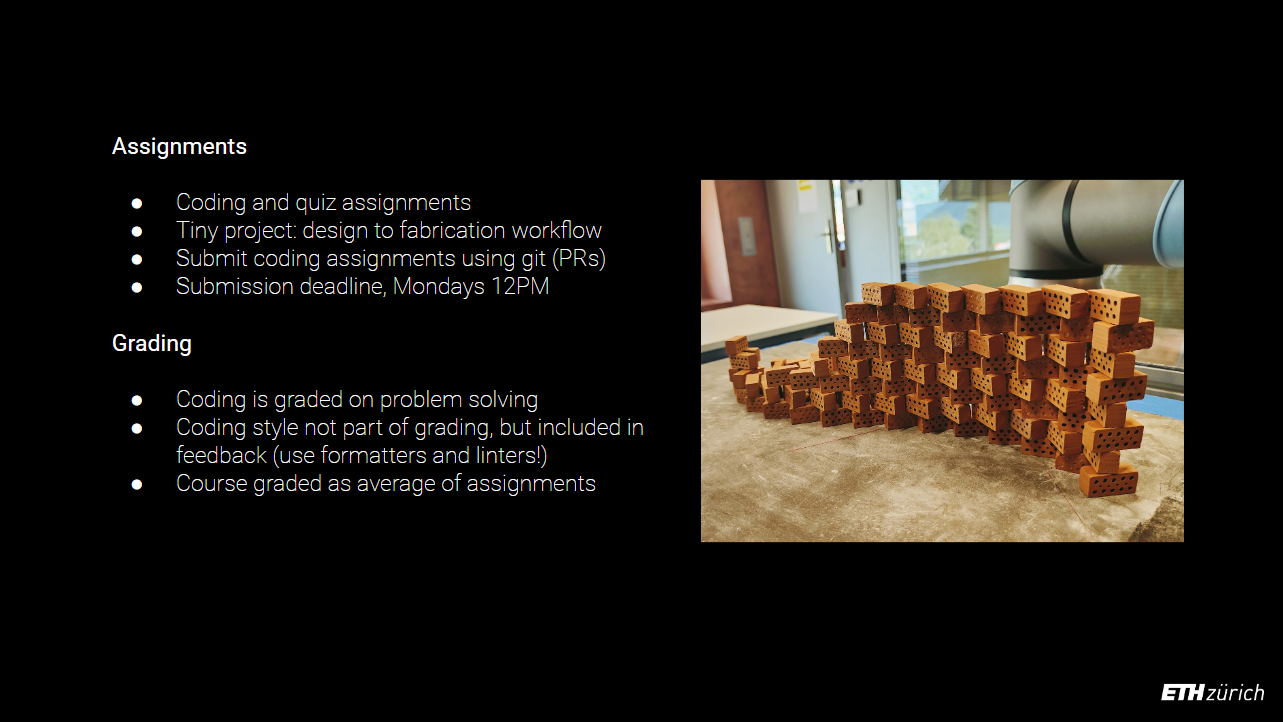 Assignments
● Coding and quiz assignments
● Tiny project: design to fabrication workflow
● Submit coding assignments using git (PRs)
● Submission deadline, Mondays 12PM
Grading
● Coding is graded on problem solving
● Coding style not part of grading, but included in
feedback (use formatters and linters!)
● Course graded as average of assignments
ETH zürich